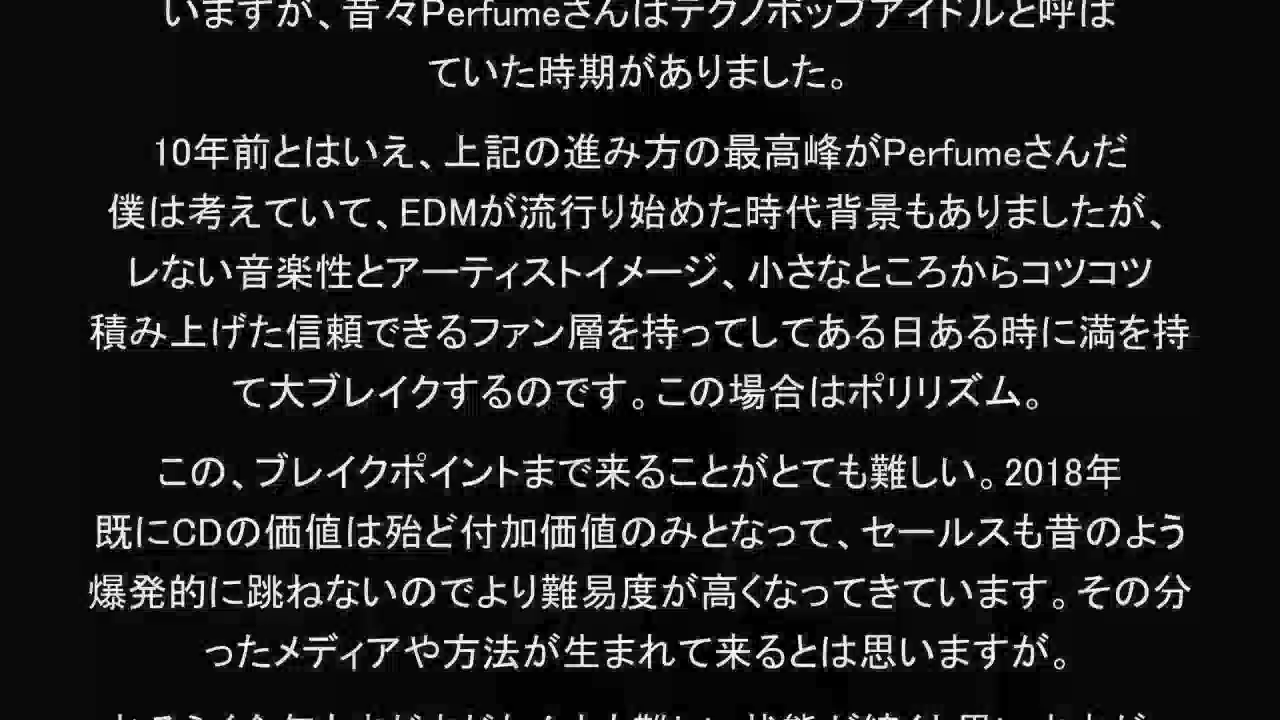 いますが、昔々Perfumeさんはテクノポップアイドルと呼ば
ていた時期がありました。
10年前とはいえ、上記の進み方の最高峰がPerfumeさんだ
僕は考えていて、EDMが流行り始めた時代背景もありましたが、
レない音楽性とアーティストイメージ、小さなところからコツコツ
積み上げた信頼できるファン層を持ってしてある日ある時に満を持
て大ブレイクするのです。この場合はポリリズム。
この、ブレイクポイントまで来ることがとても難しい。2018年
既にCDの価値は殆ど付加価値のみとなって、セールスも昔のよう
爆発的に跳ねないのでより難易度が高くなってきています。その分
ったメディアや方法が生まれて来るとは思いますが。